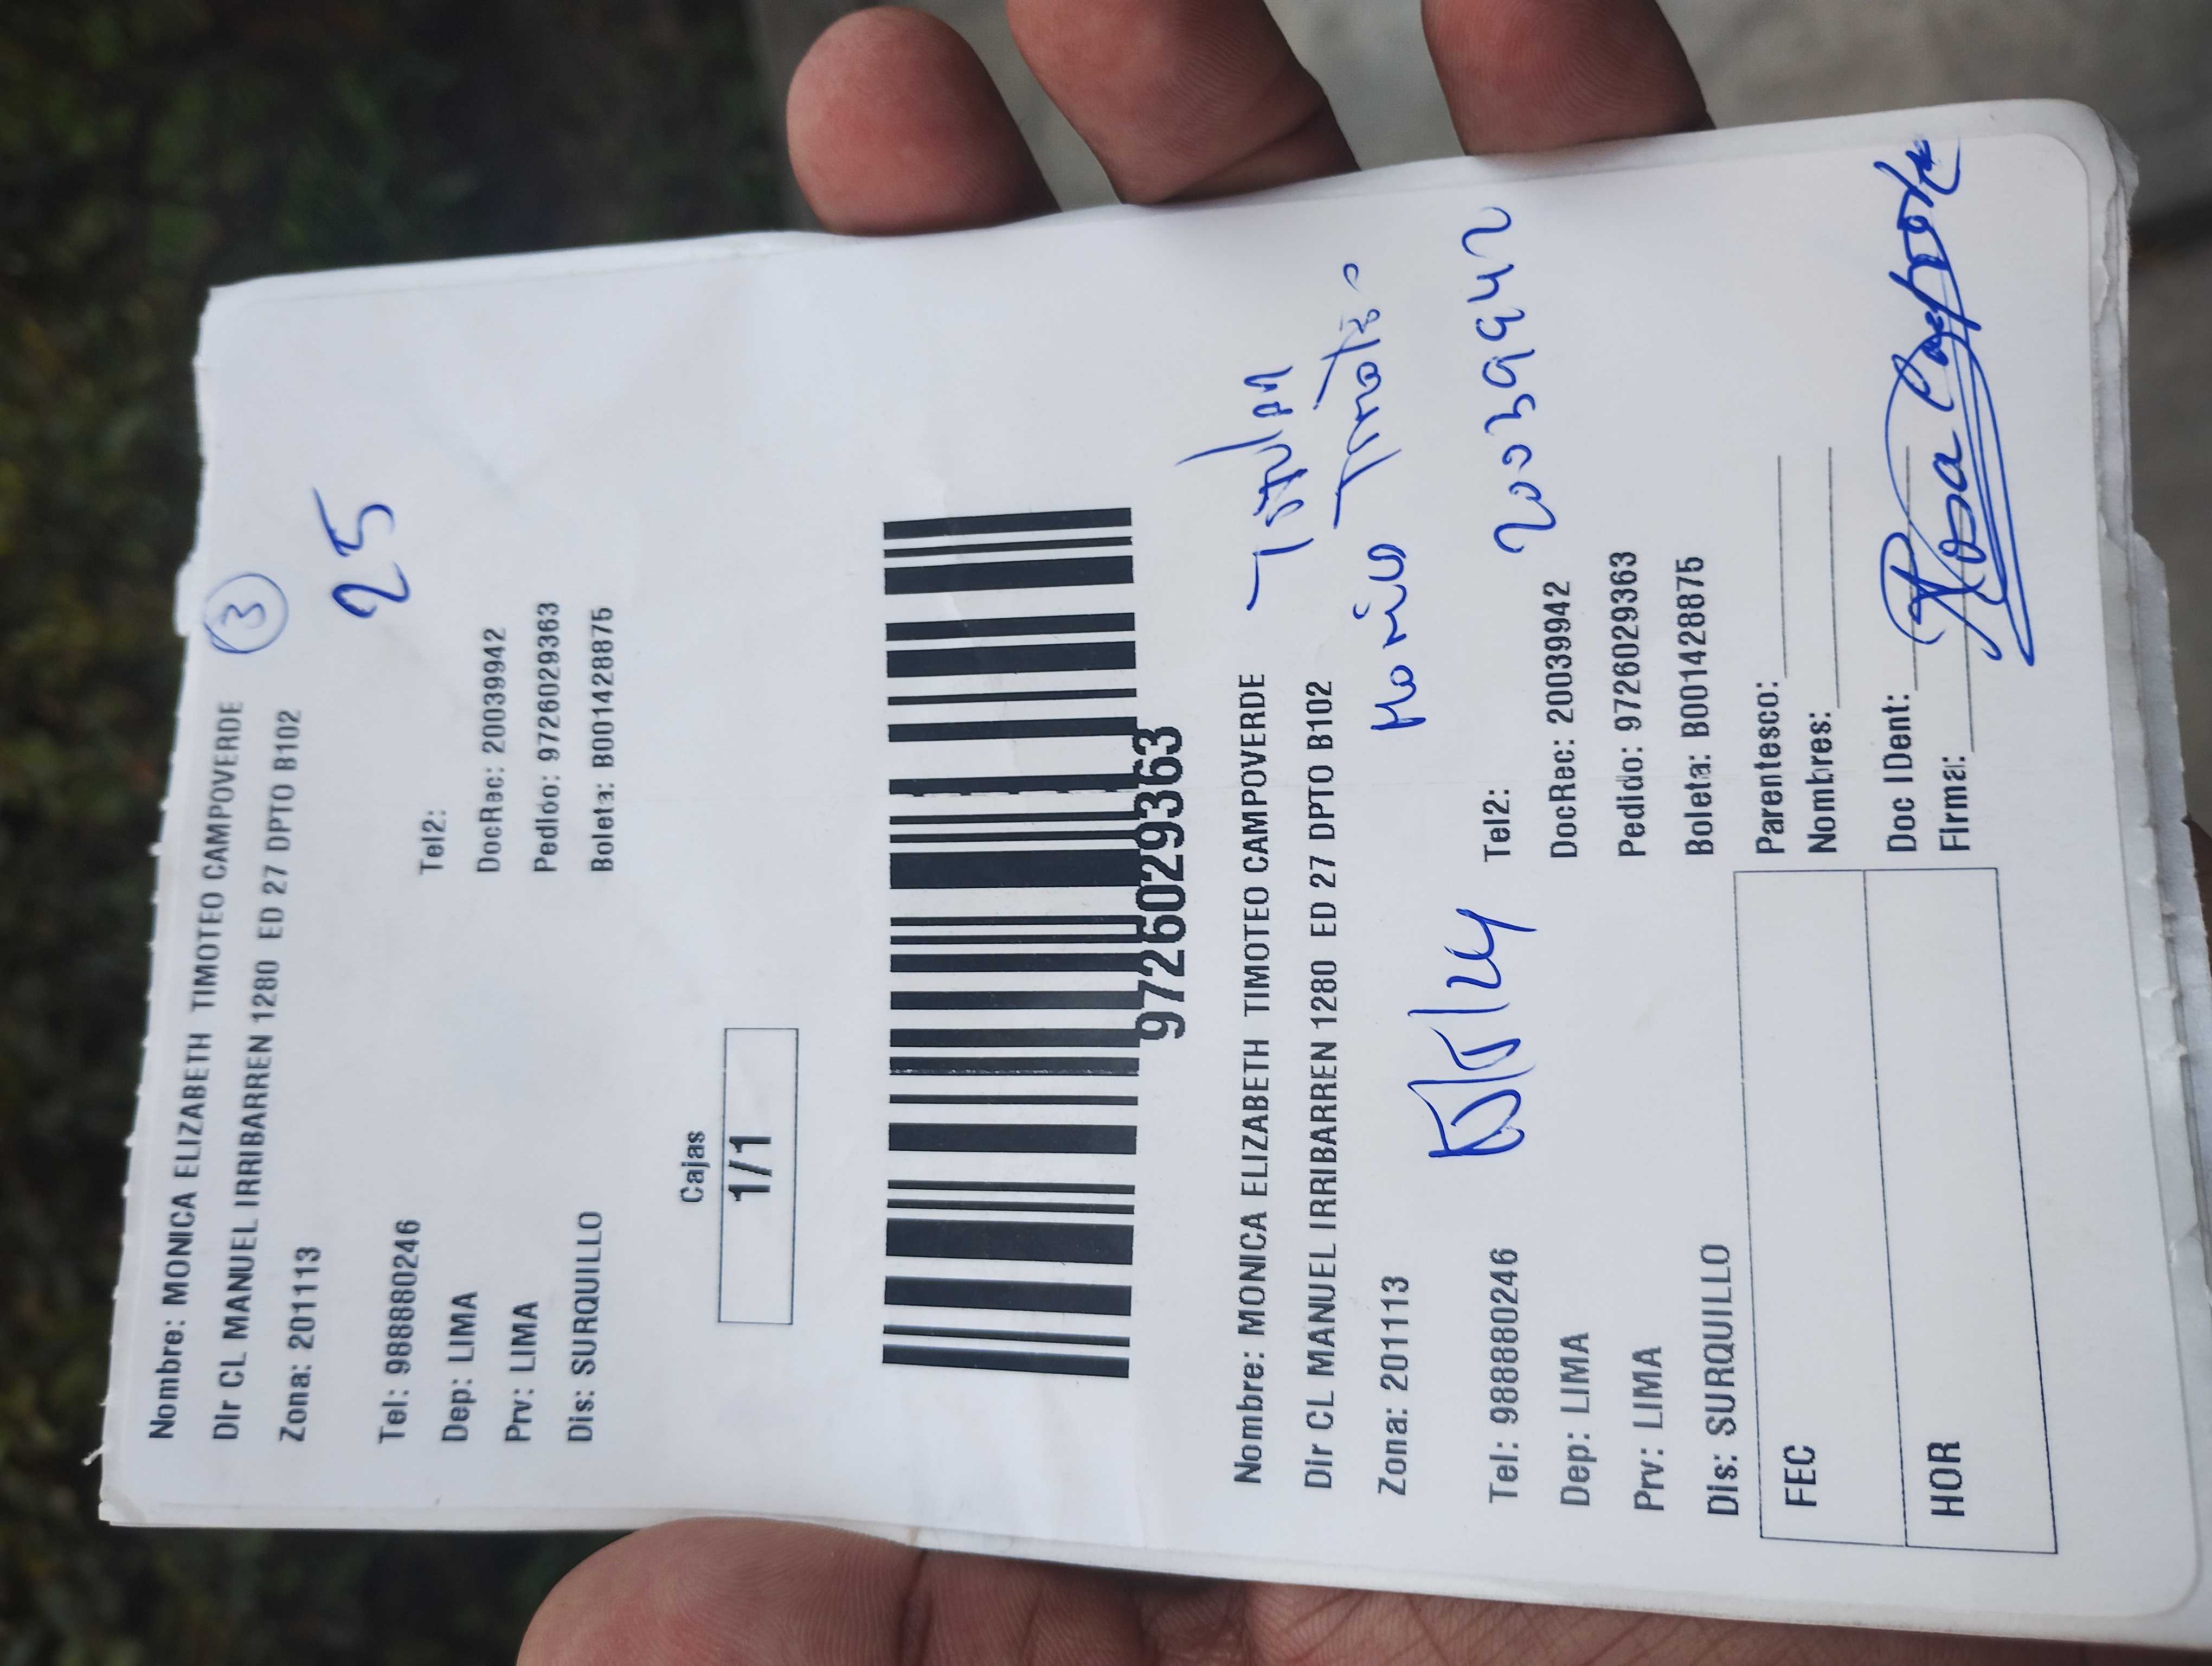 Nombre: MONICA ELIZABETH TIMOTEO CAMPOVERDE
3
Dir CL MANUEL IRRIBARREN 1280 ED 27 DPTO B102
Zona: 201113
25
Tel: 988880246 Tel2:
Dep: LIMA DocRec: 20039942
Prv: LIMA Pedido: 9726029363
Dis: SURQUILLO Boleta: B001428875
Cajas
1/1
9726029363
Nombre: MONICA ELIZABETH TIMOTEO CAMPOVERDE
Titular
Dir CL MANUEL IRRIBARREN 1280 ED 27 DPTO B102
Monica Timoteo
Zona: 201113
Tel: 988880246 Tel2:
20039942
Dep: LIMA DocRec: 20039942
Prv: LIMA Pedido: 9726029363
Dis: SURQUILLO Boleta: B001428875
FEC Parentesco:
Nombres:
HOR Doc IDent:
Firma:
Rosa